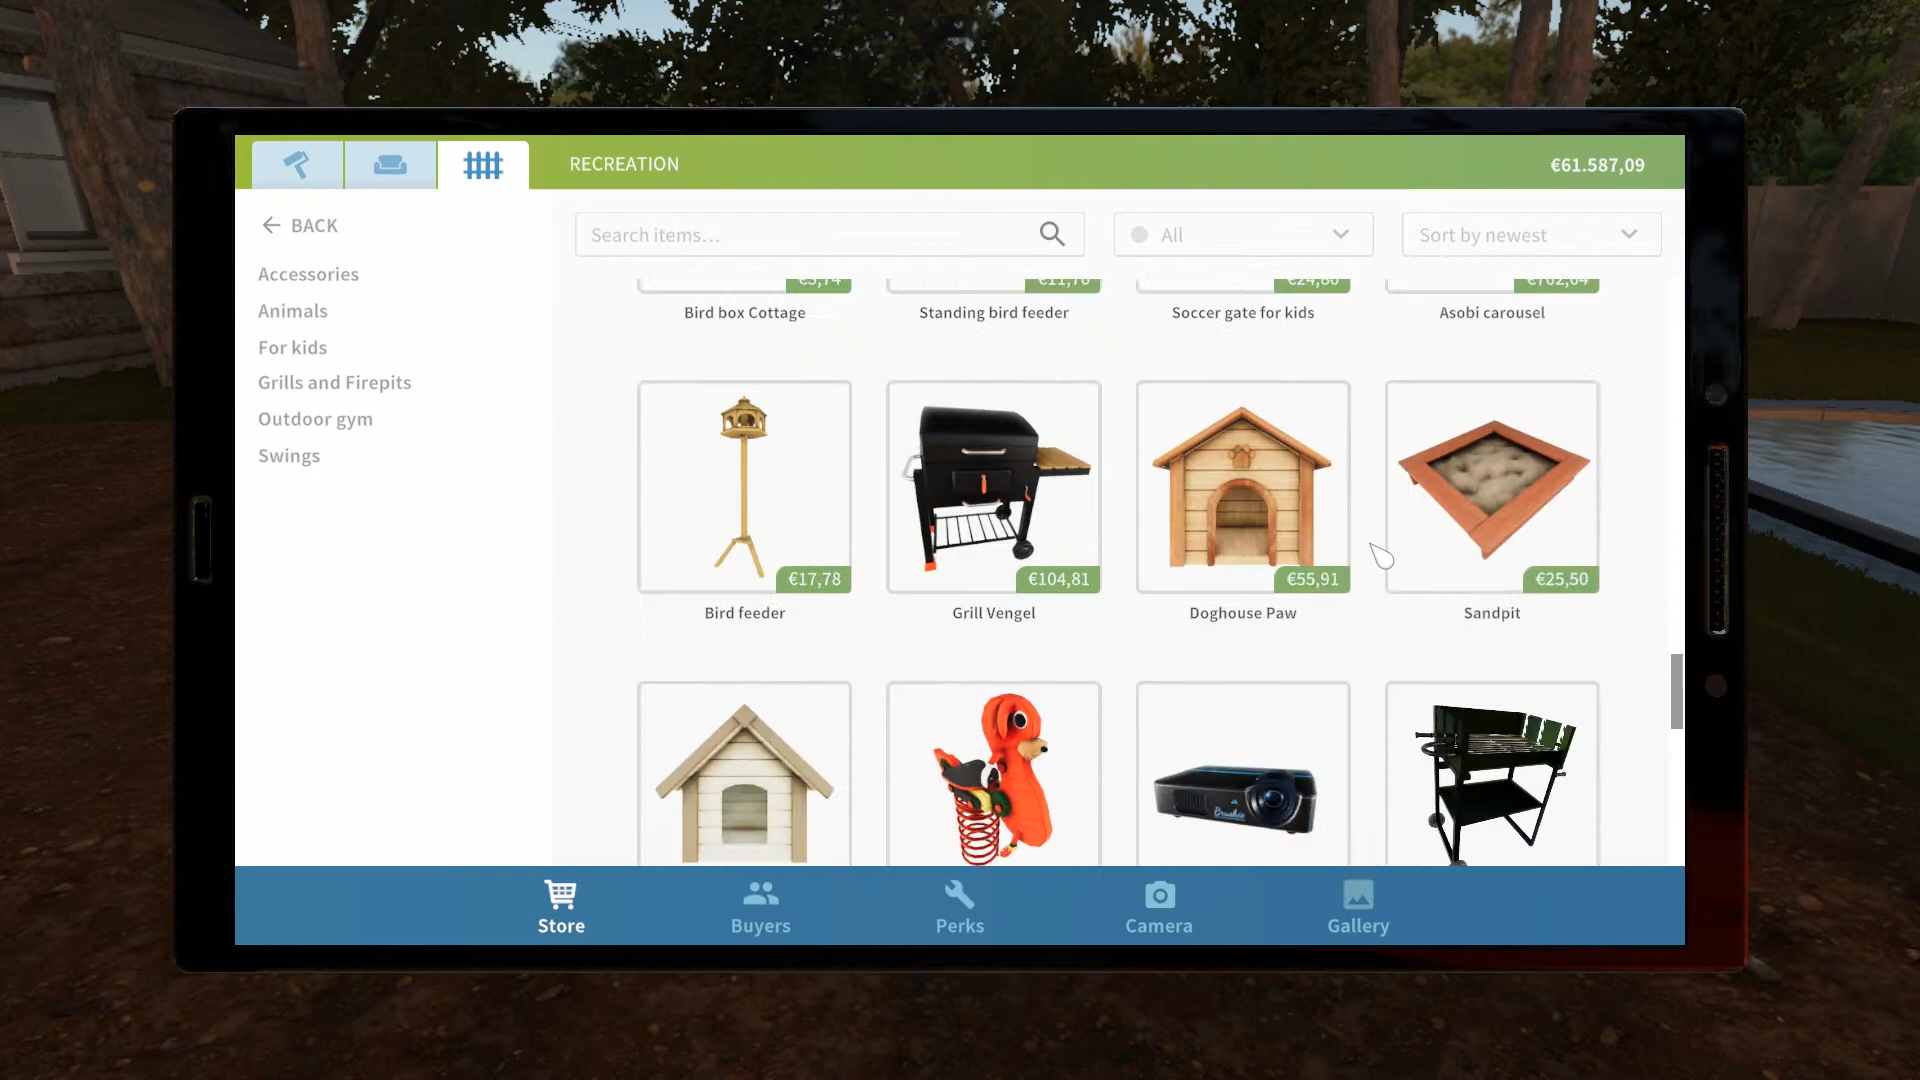 RECREATION
€61.587,09
BACK
Search items...
All
Sort by newest
Accessories
Animals
For kids
Grills and Firepits
Outdoor gym
Swings
Bird box Cottage
Standing bird feeder
Soccer gate for kids
Asobi carousel
€17,78
€104,81
€55,91
€25,50
Bird feeder
Grill Vengel
Doghouse Paw
Sandpit
Store
Buyers
Perks
Camera
Gallery